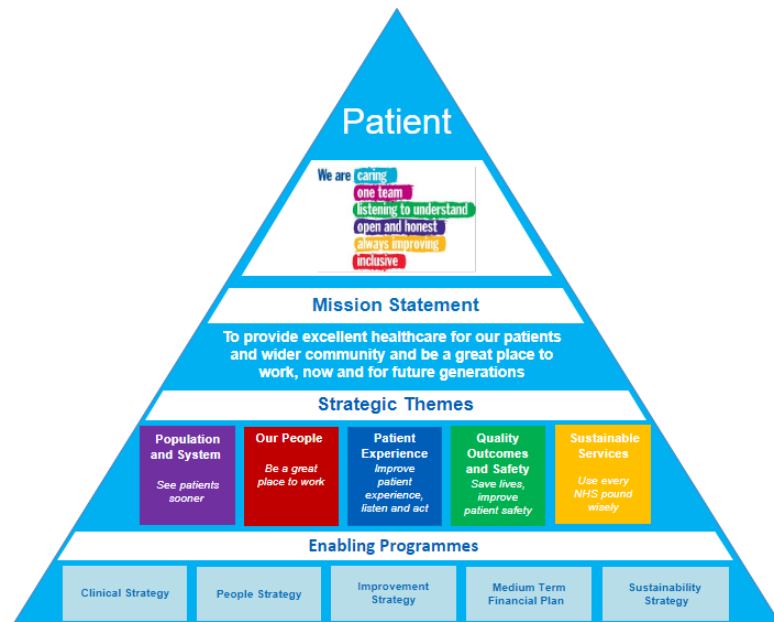 Patient
We are caring
one team
listening to understand
open and honest
always improving
inclusive
Mission Statement
To provide excellent healthcare for our patients
and wider community and be a great place to
work, now and for future generations
Strategic Themes
Population
and System
See patients
sooner
Our People
Be a great
place to work
Patient
Experience
Improve
patient
experience,
listen and act
Quality
Outcomes
and Safety
Save lives,
improve
patient safety
Sustainable
Services
Use every
NHS pound
wisely
Enabling Programmes
Clinical Strategy
People Strategy
Improvement
Strategy
Medium Term
Financial Plan
Sustainability
Strategy